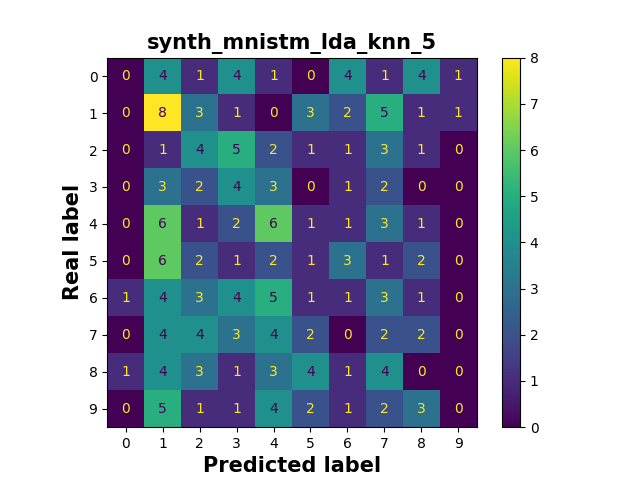 synth_mnistm_lda_knn_5
0 0 4 1 4 1 0 4 1 4 1
1 0 8 3 1 0 3 2 5 1 1
2 0 1 4 5 2 1 1 3 1 0
3 0 3 2 4 3 0 1 2 0 0
4 0 6 1 2 6 1 1 3 1 0
5 0 6 2 1 2 1 3 1 2 0
6 1 4 3 4 5 1 1 3 1 0
7 0 4 4 3 4 2 0 2 2 0
8 1 4 3 1 3 4 1 4 0 0
9 0 5 1 1 4 2 1 2 3 0
0 1 2 3 4 5 6 7 8 9
Real label
Predicted label
8
7
6
5
4
3
2
1
0